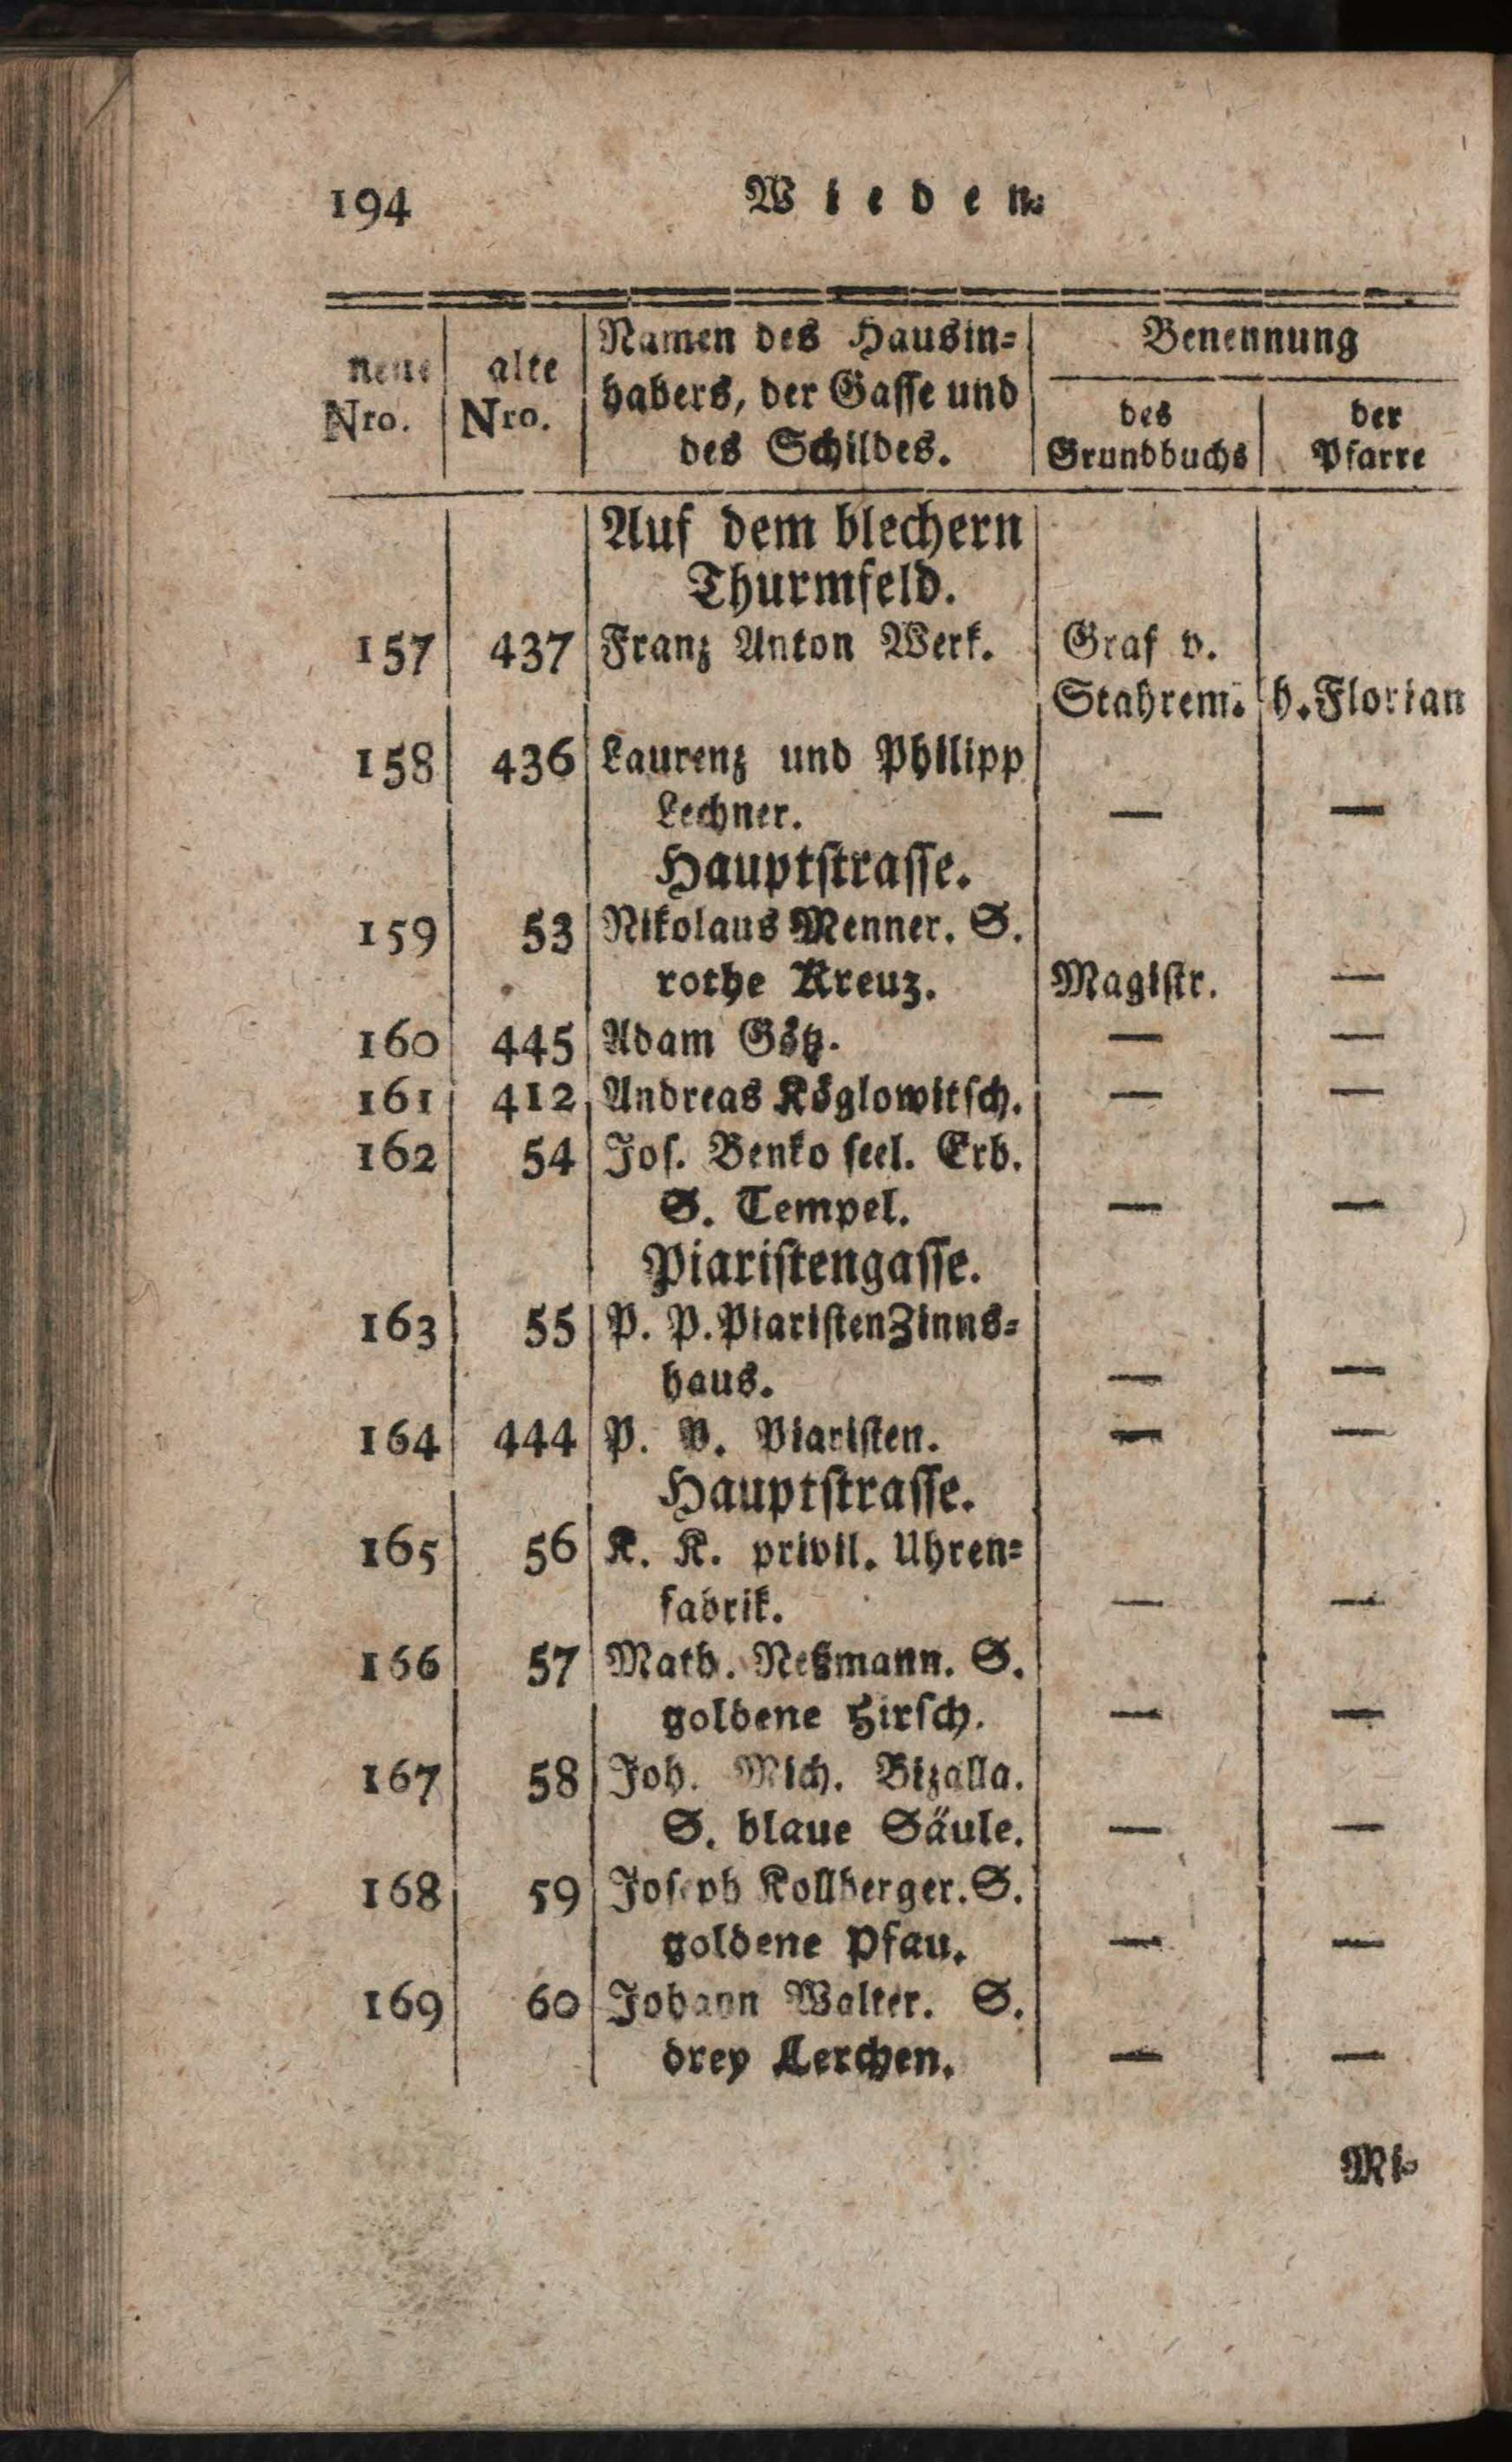 194 Wieden.
neue alte Namen des Hausin= Benennung
Nro. Nro. habers, der Gasse und des der
des Schildes. Grundbuchs Pfarre
Auf dem blechern
Thurmfeld.
157 437 Franz Anton Werk. Graf v.
Stahrem. h. Florian
158 436 Laurenz und Philipp
Lechner. — —
Hauptstrasse.
159 53 Nikolaus Menner. S.
rothe Kreuz. Magistr. —
160 445 Adam Götz. — —
161 412 Andreas Köglowitsch. — —
162 54 Jos. Benko seel. Erb.
S. Tempel. — —
Piaristengasse.
163 55 P. P. Piaristen Zinns=
haus. — —
164 444 P. P. Piaristen. — —
Hauptstrasse.
165 56 K. K. privil. Uhren=
fabrik. — —
166 57 Math. Neßmann. S.
goldene Hirsch. — —
167 58 Joh. Mich. Bizalla.
S. blaue Säule. — —
168 59 Joseph Kollberger. S.
goldene Pfau. — —
169 60 Johann Walter. S.
drey Lerchen. — —
Mi=